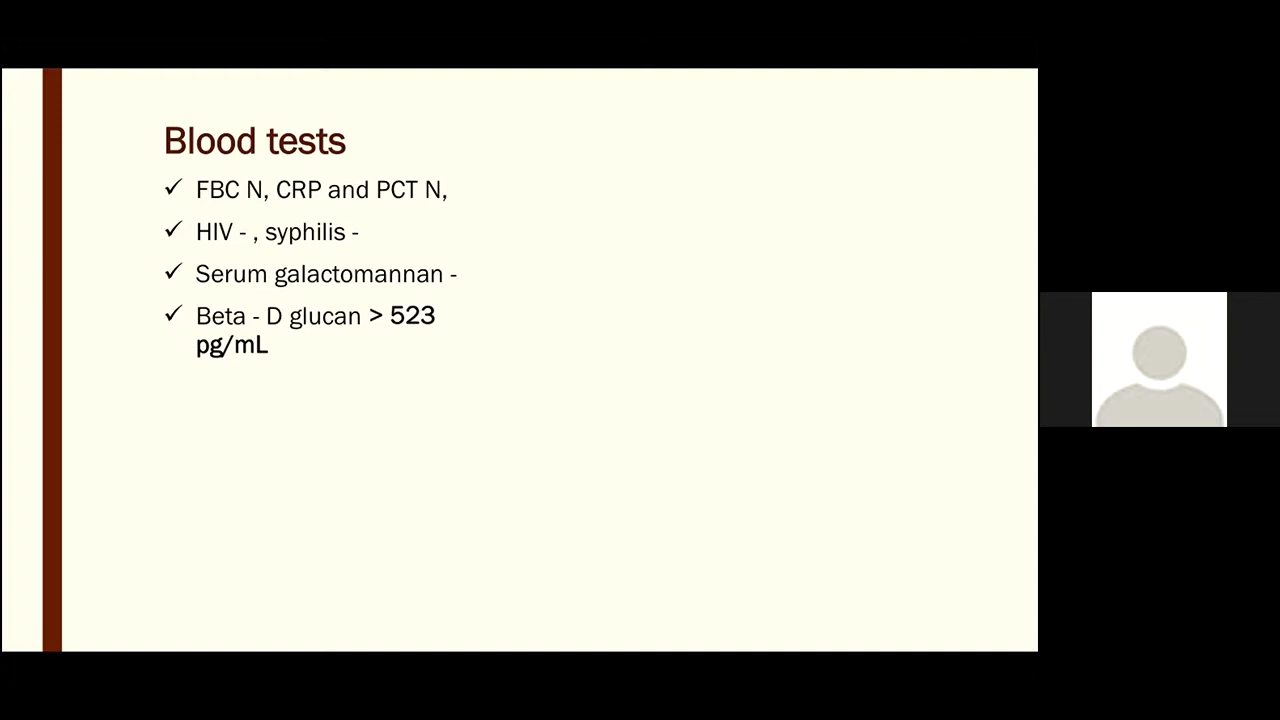 Blood tests
✓ FBC N, CRP and PCT N,
✓ HIV - , syphilis -
✓ Serum galactomannan -
✓ Beta - D glucan > 523
pg/mL